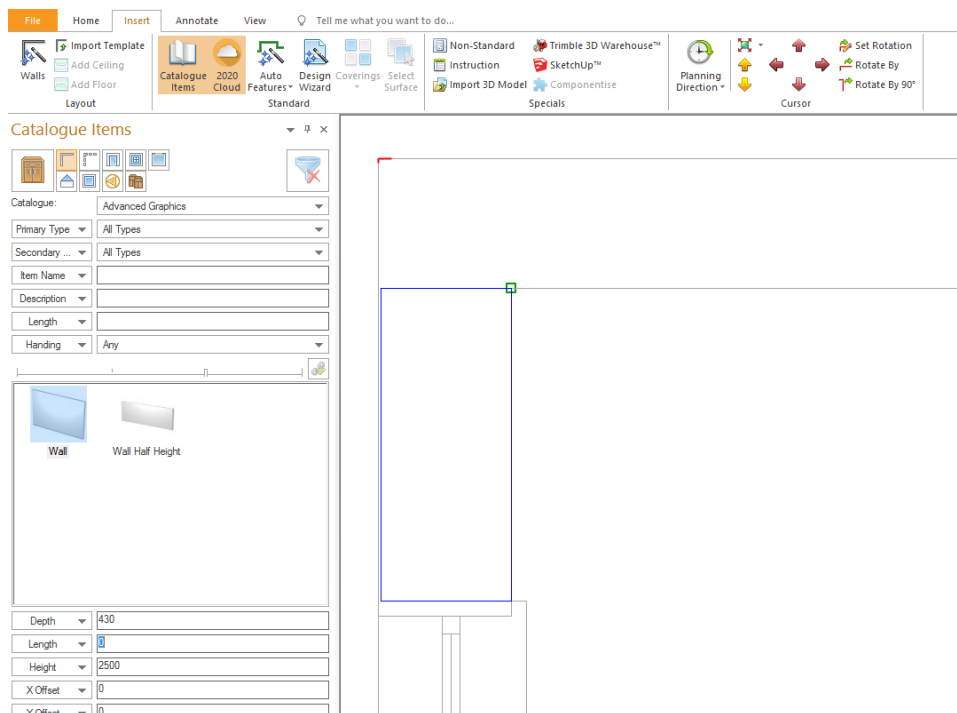 File Home Insert Annotate View Tell me what you want to do...
Walls
Import Template
Add Ceiling
Add Floor
Layout
Catalogue Items
2020 Cloud
Auto Features
Design Wizard
Coverings
Select Surface
Standard
Non-Standard
Instruction
Import 3D Model
Trimble 3D Warehouse™
SketchUp™
Componentise
Specials
Planning Direction
Set Rotation
Rotate By
Rotate By 90°
Cursor
Catalogue Items
Catalogue: Advanced Graphics
Primary Type All Types
Secondary ... All Types
Item Name
Description
Length
Handing Any
Wall
Wall Half Height
Depth 430
Length 0
Height 2500
X Offset 0
Y Offset 0